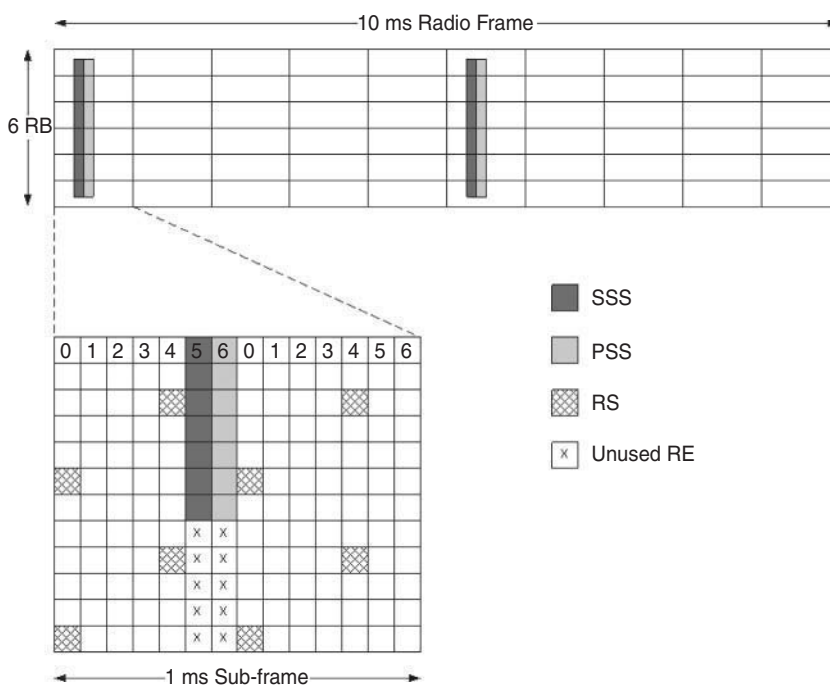 10 ms Radio Frame
6 RB
SSS
PSS
RS
x Unused RE
0 1 2 3 4 5 6 0 1 2 3 4 5 6
x x
x x
x x
x x
x x
1 ms Sub-frame